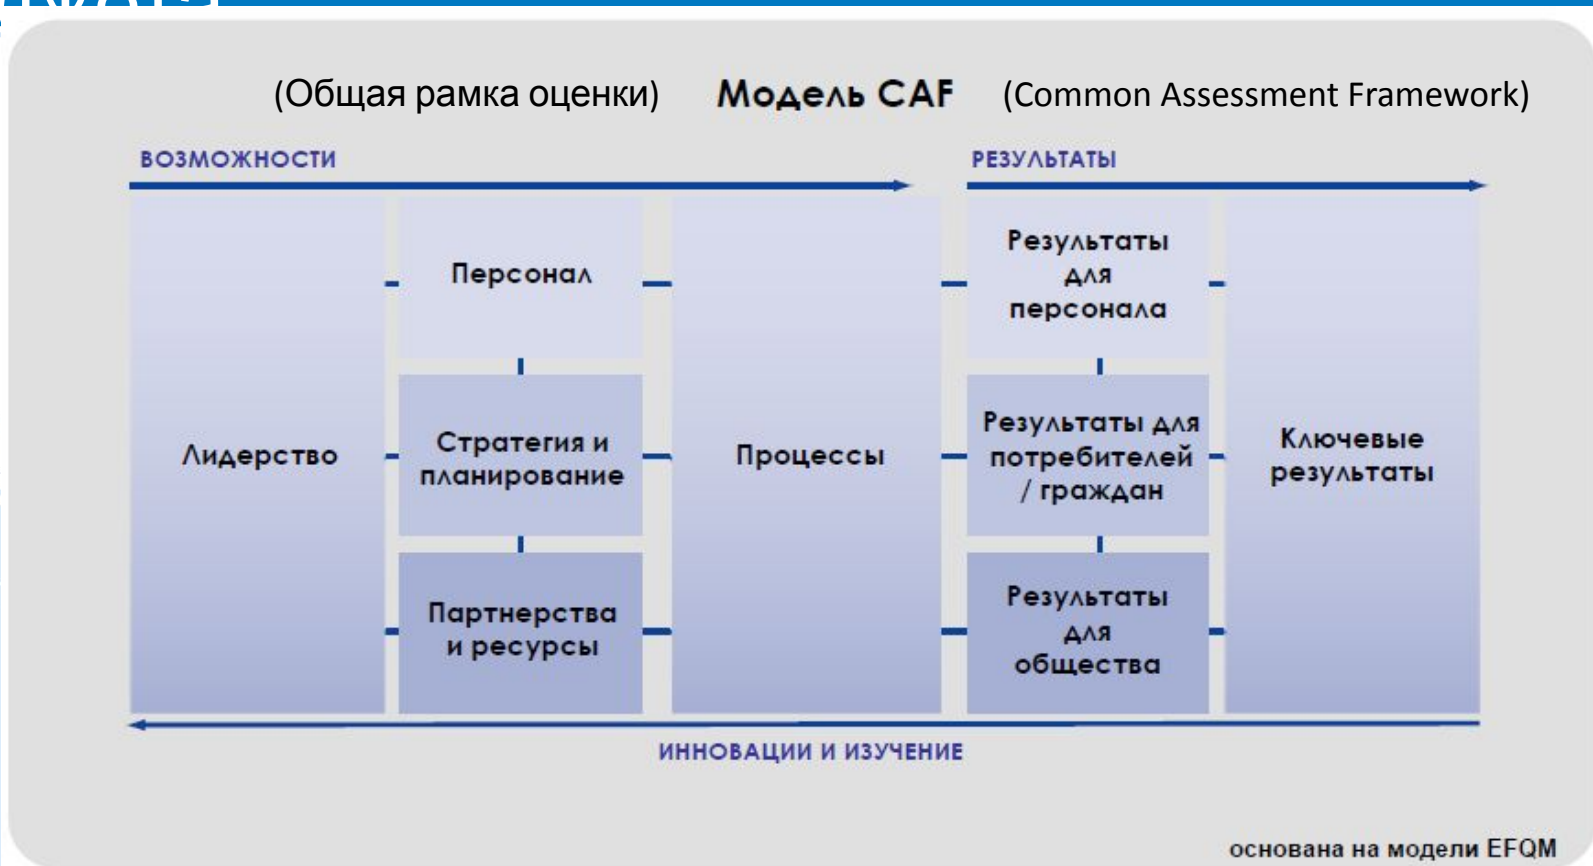 (Общая рамка оценки) Модель CAF (Common Assessment Framework)
ВОЗМОЖНОСТИ
РЕЗУЛЬТАТЫ
Лидерство
Персонал
Стратегия и
планирование
Партнерства
и ресурсы
Процессы
Результаты
для
персонала
Результаты для
потребителей
/ граждан
Результаты
для
общества
Ключевые
результаты
ИННОВАЦИИ И ИЗУЧЕНИЕ
основана на модели EFQM